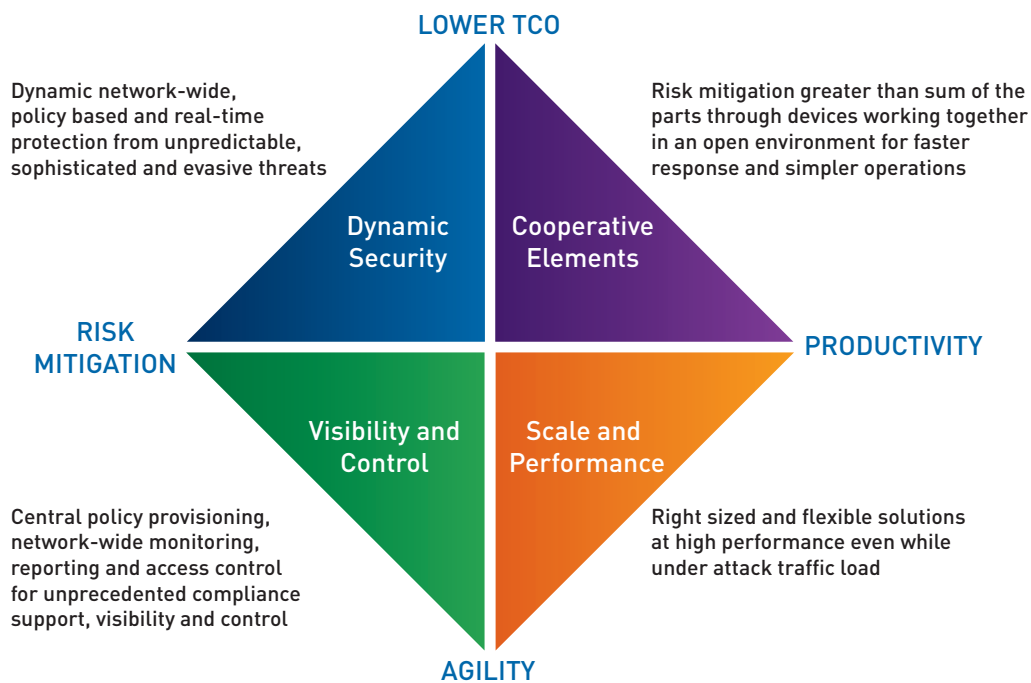 LOWER TCO
Dynamic network-wide,
policy based and real-time
protection from unpredictable,
sophisticated and evasive threats
Risk mitigation greater than sum of the
parts through devices working together
in an open environment for faster
response and simpler operations
Dynamic
Security
Cooperative
Elements
RISK
MITIGATION
PRODUCTIVITY
Visibility and
Control
Scale and
Performance
Central policy provisioning,
network-wide monitoring,
reporting and access control
for unprecedented compliance
support, visibility and control
Right sized and flexible solutions
at high performance even while
under attack traffic load
AGILITY